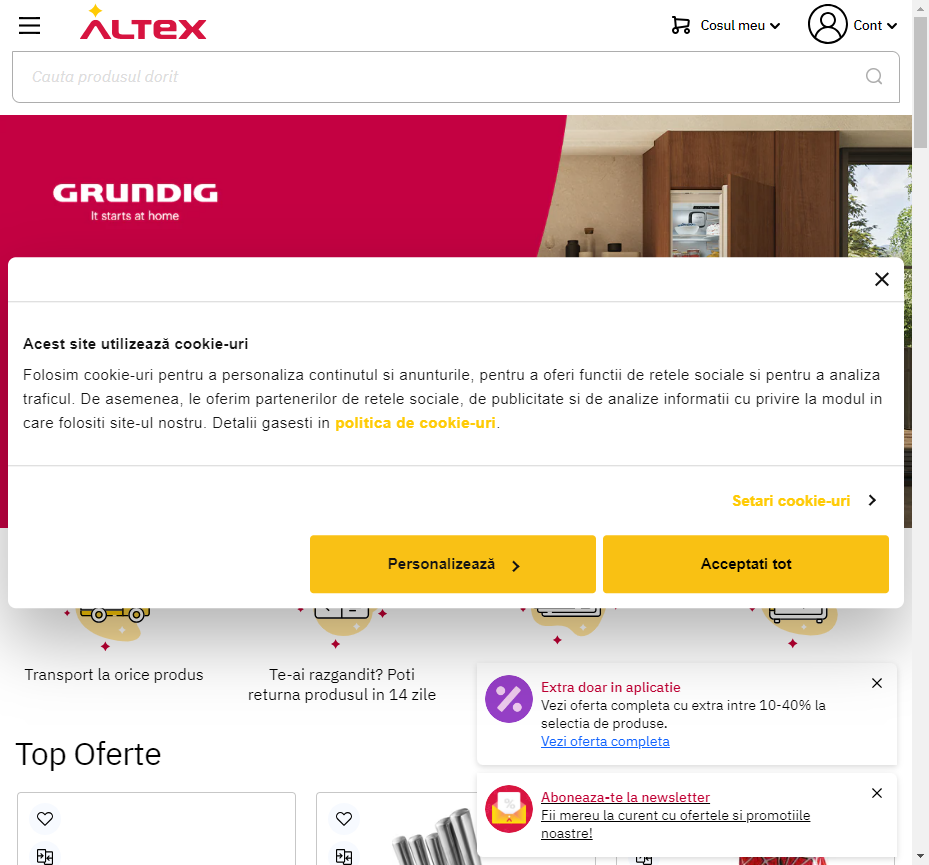 ALTEX
Cosul meu
Cont
Cauta produsul dorit
GRUNDIG
It starts at home
Acest site utilizează cookie-uri
Folosim cookie-uri pentru a personaliza continutul si anunturile, pentru a oferi functii de retele sociale si pentru a analiza
traficul. De asemenea, le oferim partenerilor de retele sociale, de publicitate si de analize informatii cu privire la modul in
care folositi site-ul nostru. Detalii gasesti in politica de cookie-uri.
Setari cookie-uri
Personalizează
Acceptati tot
Transport la orice produs
Te-ai razgandit? Poti
returna produsul in 14 zile
Extra doar in aplicatie
Vezi oferta completa cu extra intre 10-40% la
selectia de produse.
Vezi oferta completa
Top Oferte
Aboneaza-te la newsletter
Fii mereu la curent cu ofertele si promotiile
noastre!